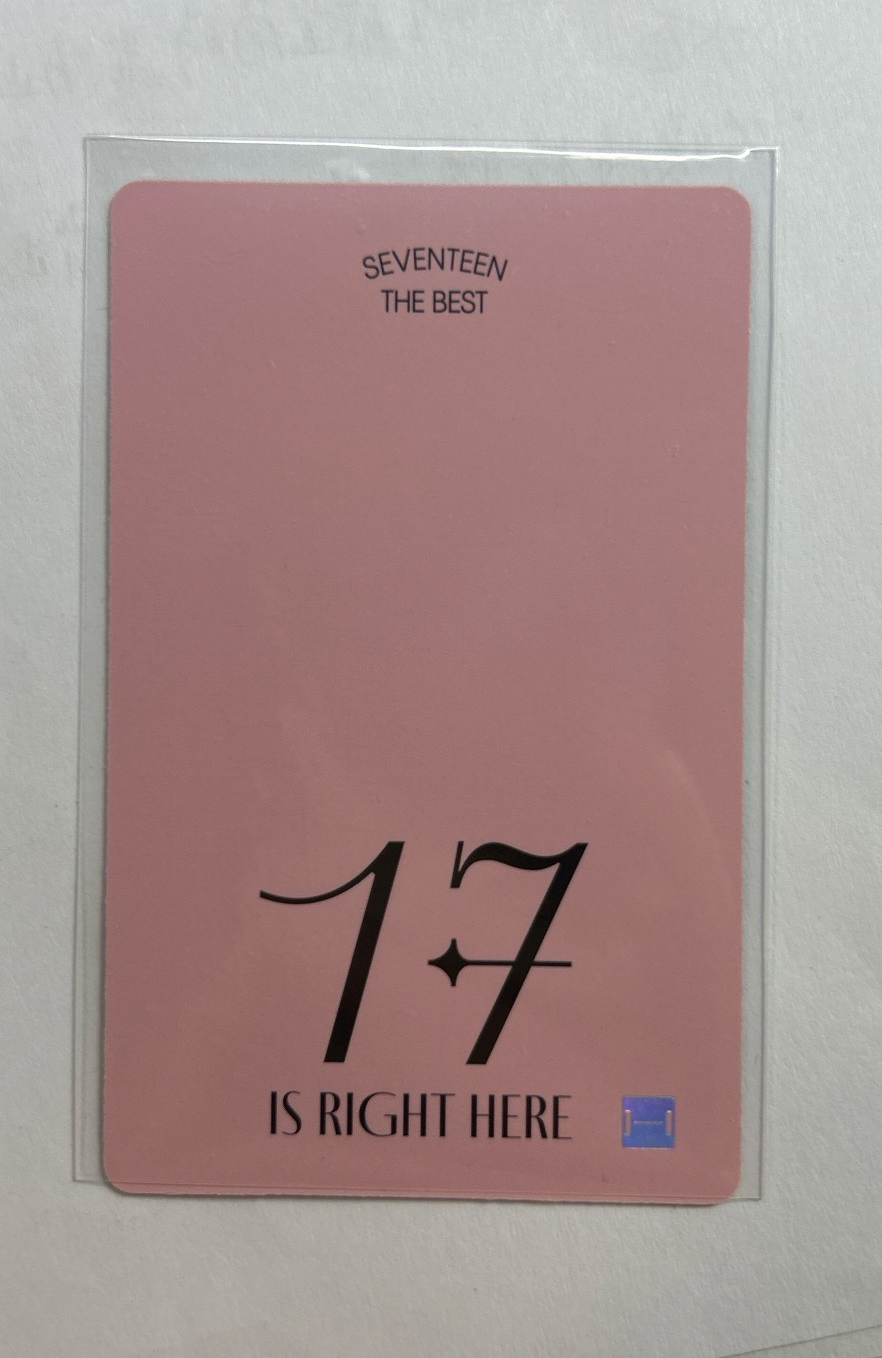 SEVENTEEN
THE BEST
17
IS RIGHT HERE